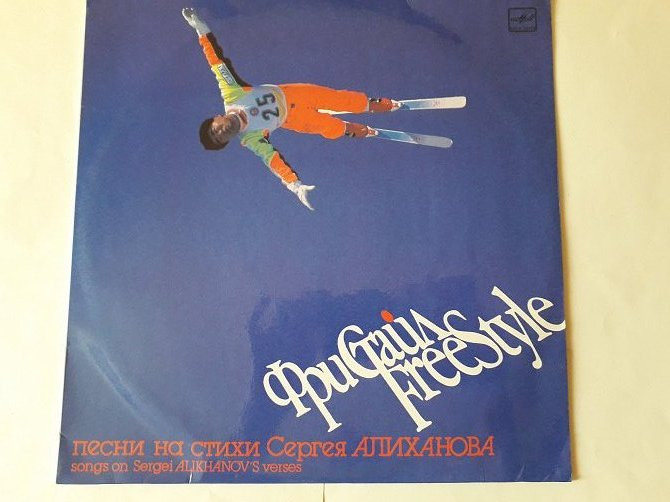 25
ФриСтайл
FreeStyle
песни на стихи Сергея АЛИХАНОВА
songs on Sergei ALIKHANOV'S verses